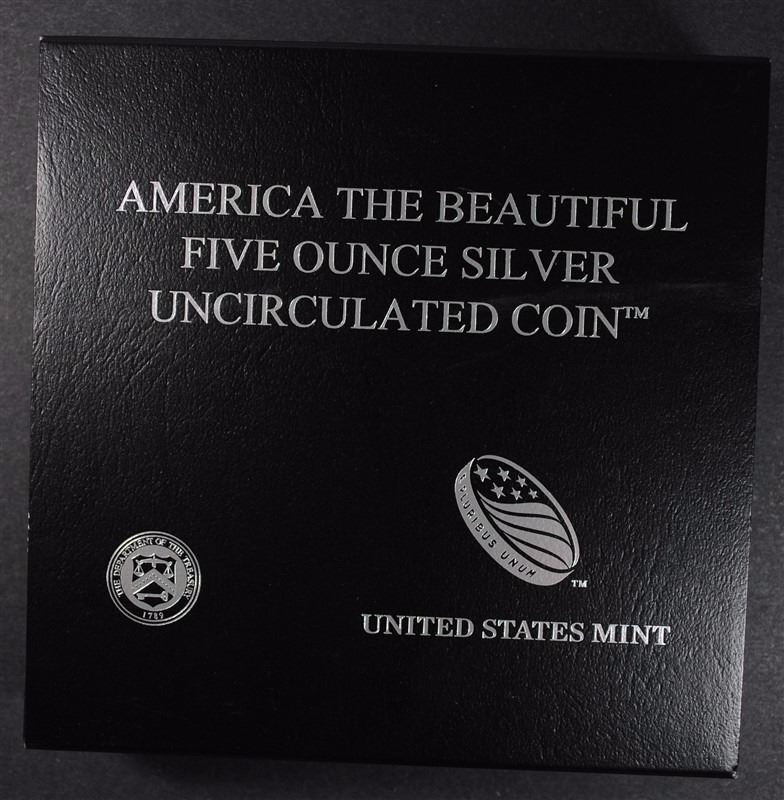 AMERICA THE BEAUTIFUL
FIVE OUNCE SILVER
UNCIRCULATED COIN™
PLURIBUS UNUM
TM
THE DEPARTMENT OF THE TREASURY
1789
UNITED STATES MINT